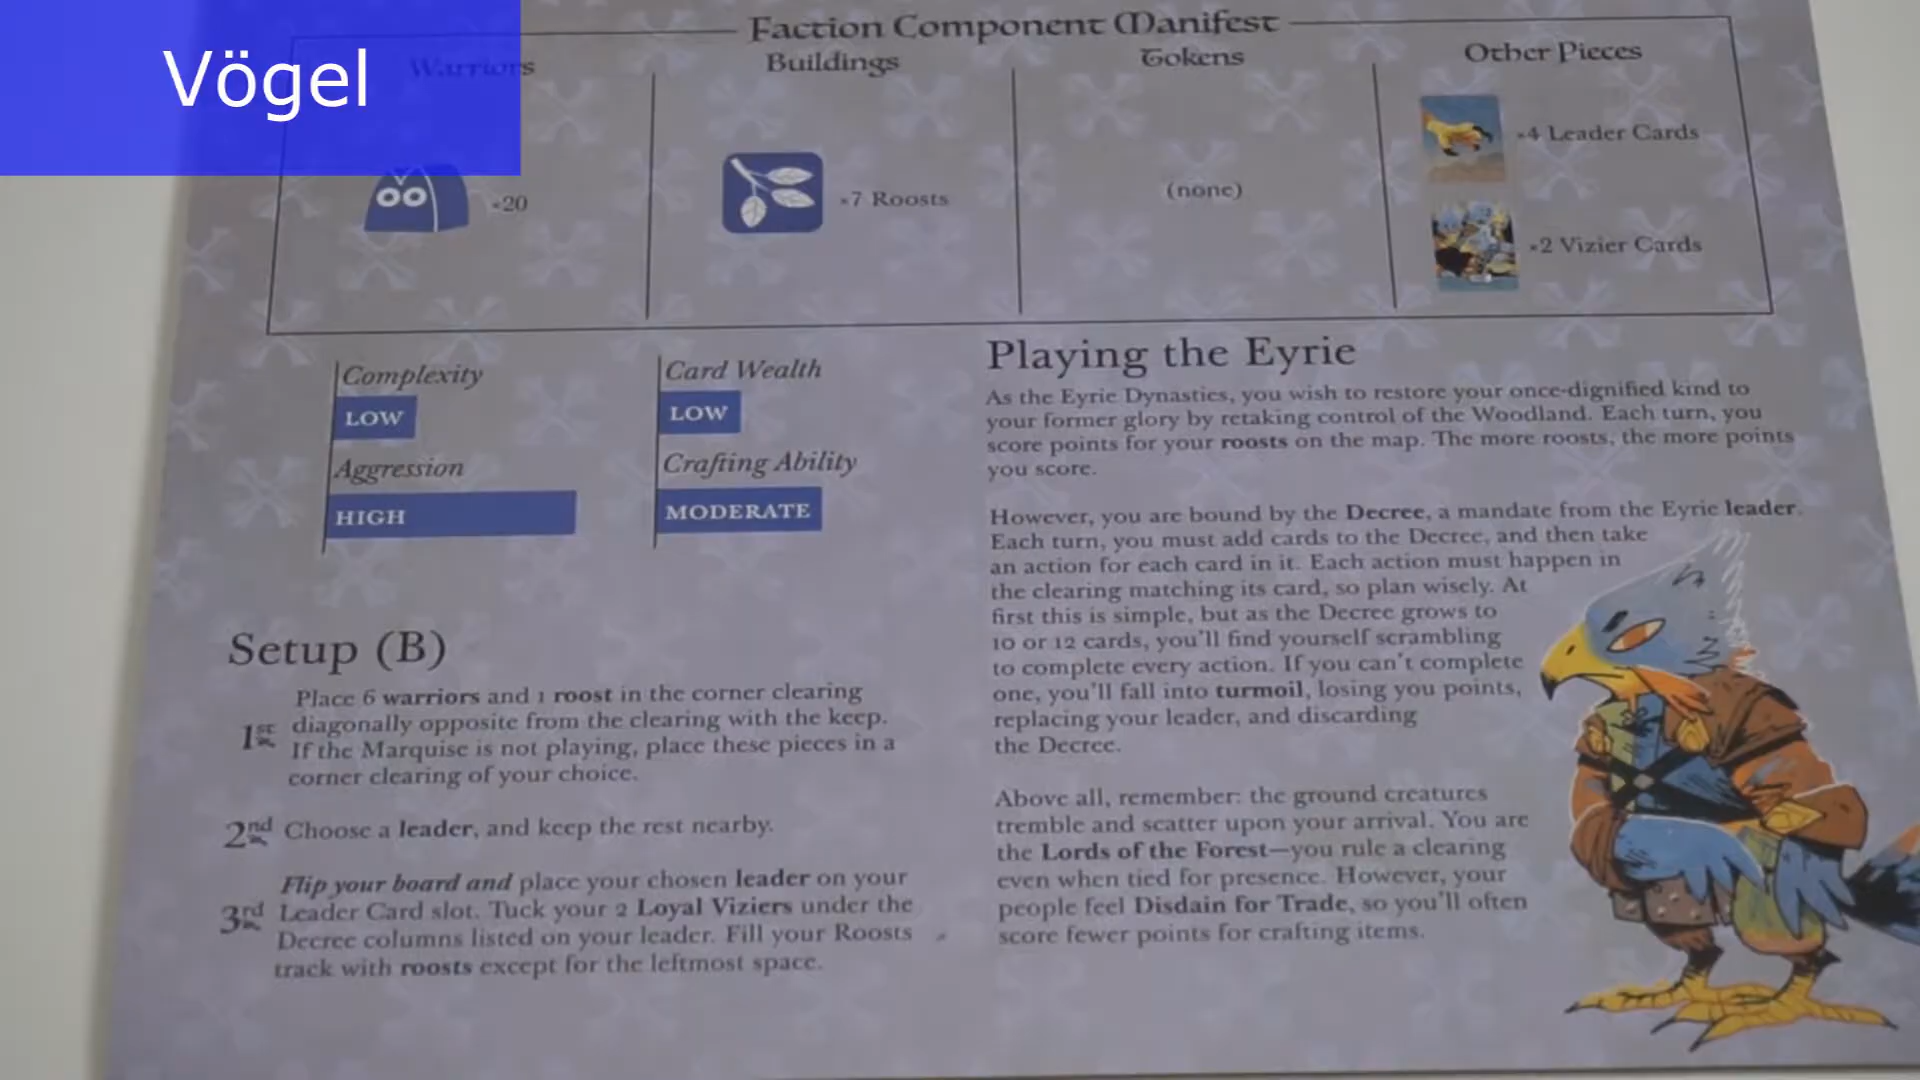 Vögel
Faction Component Manifest
Warriors
Buildings
Tokens
Other Pieces
×20
×7 Roosts
(none)
×4 Leader Cards
×2 Vizier Cards
Complexity
LOW
Aggression
HIGH
Card Wealth
LOW
Crafting Ability
MODERATE
Setup (B)
1st
Place 6 warriors and 1 roost in the corner clearing
diagonally opposite from the clearing with the keep.
If the Marquise is not playing, place these pieces in a
corner clearing of your choice.
2nd Choose a leader, and keep the rest nearby.
3rd
Flip your board and place your chosen leader on your
Leader Card slot. Tuck your 2 Loyal Viziers under the
Decree columns listed on your leader. Fill your Roosts
track with roosts except for the leftmost space.
Playing the Eyrie
As the Eyrie Dynasties, you wish to restore your once-dignified kind to
your former glory by retaking control of the Woodland. Each turn, you
score points for your roosts on the map. The more roosts, the more points
you score.
However, you are bound by the Decree, a mandate from the Eyrie leader.
Each turn, you must add cards to the Decree, and then take
an action for each card in it. Each action must happen in
the clearing matching its card, so plan wisely. At
first this is simple, but as the Decree grows to
10 or 12 cards, you'll find yourself scrambling
to complete every action. If you can't complete
one, you'll fall into turmoil, losing you points,
replacing your leader, and discarding
the Decree.
Above all, remember: the ground creatures
tremble and scatter upon your arrival. You are
the Lords of the Forest—you rule a clearing
even when tied for presence. However, your
people feel Disdain for Trade, so you'll often
score fewer points for crafting items.